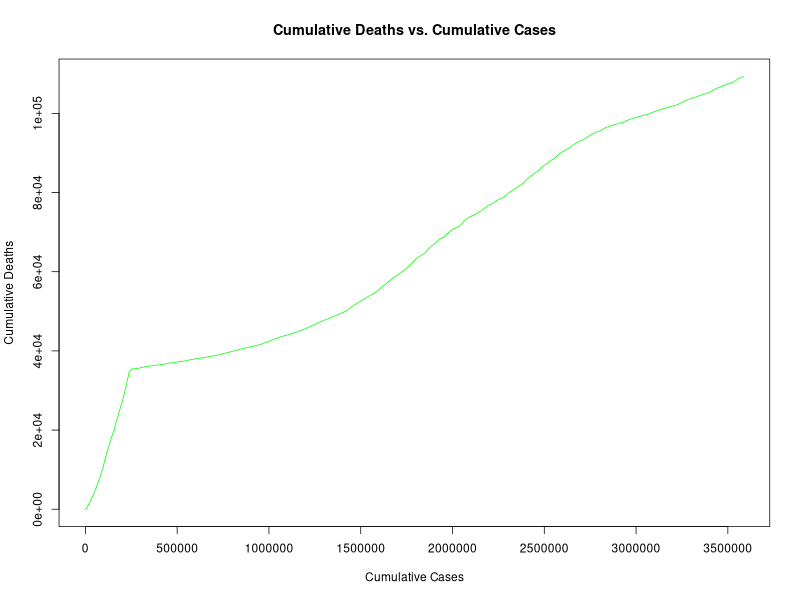 Cumulative Deaths vs. Cumulative Cases
Cumulative Deaths
1e+05
8e+04
6e+04
4e+04
2e+04
0e+00
0 500000 1000000 1500000 2000000 2500000 3000000 3500000
Cumulative Cases